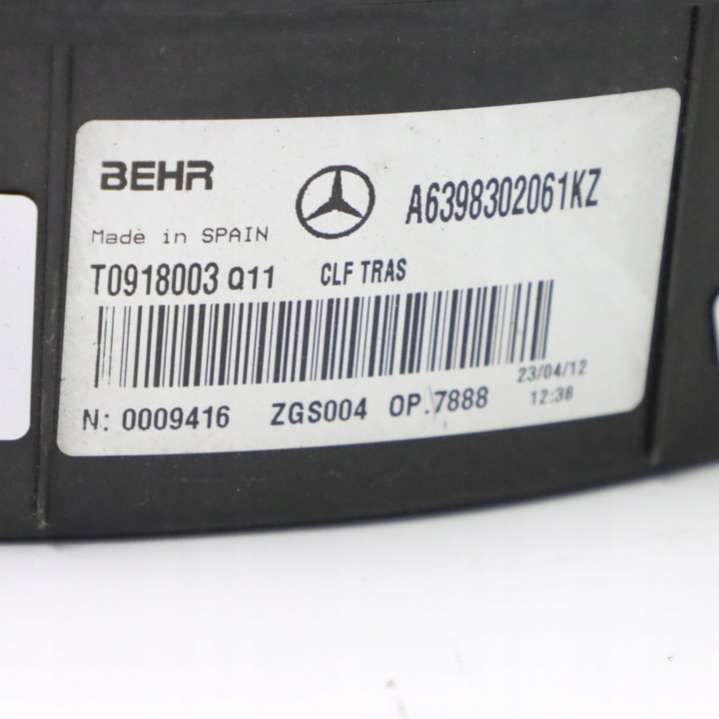 BEHR
A6398302061KZ
Made in SPAIN
T0918003 Q11 CLF TRAS
23/04/12
N: 0009416 ZGS004 OP.7888 12:38